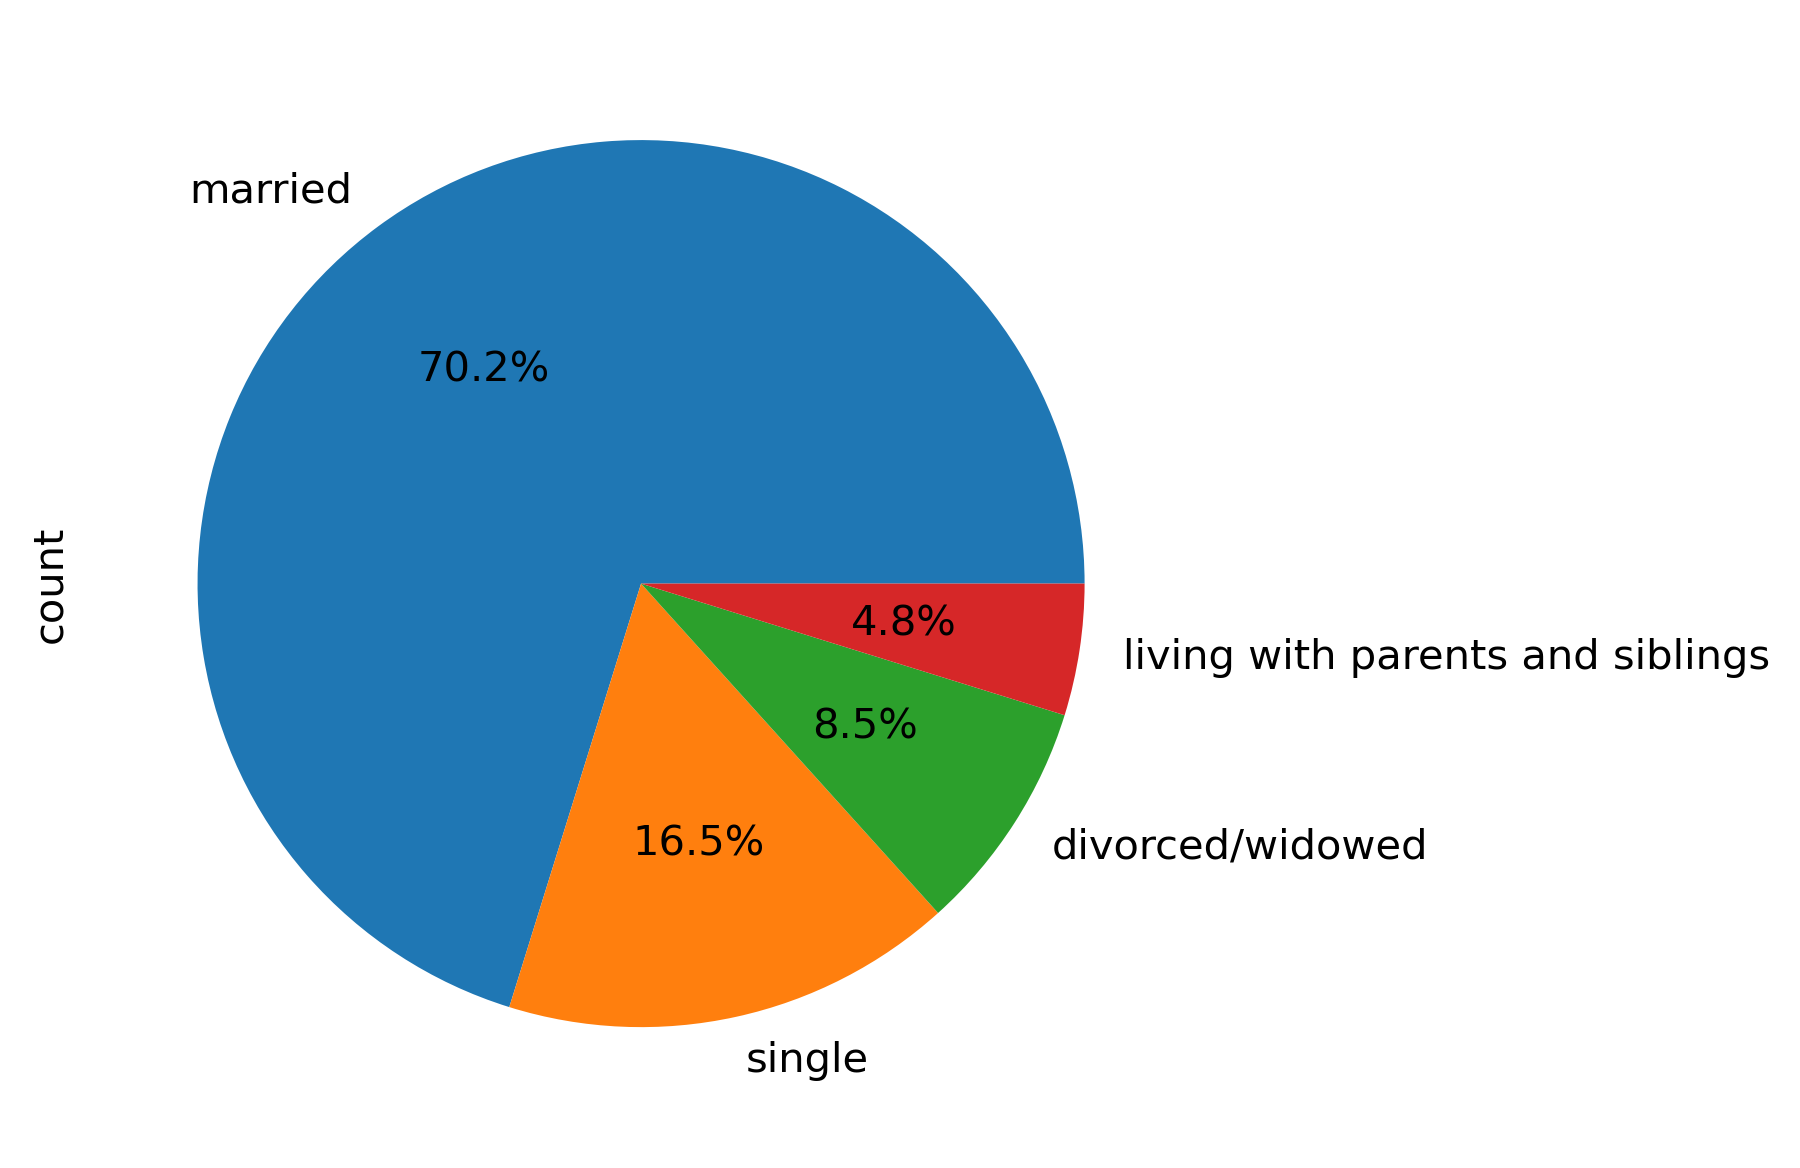 married
70.2%
count
4.8%
living with parents and siblings
8.5%
16.5%
divorced/widowed
single